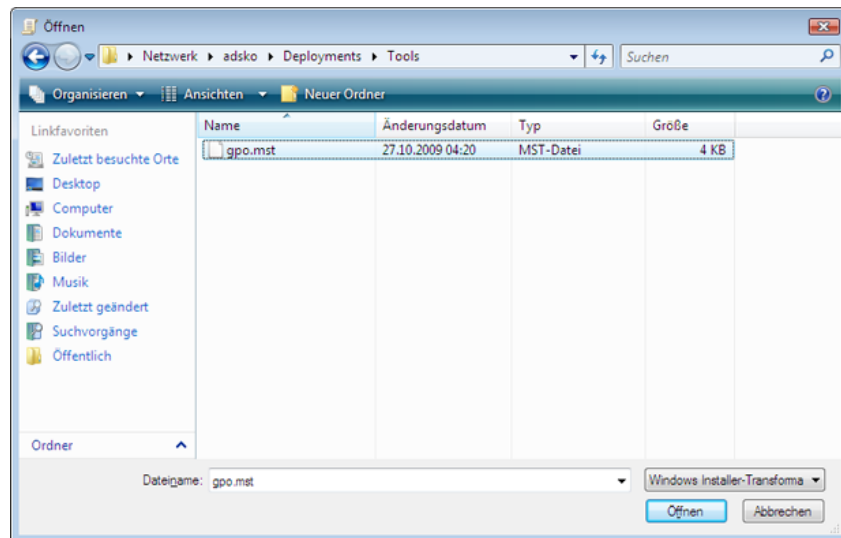 Öffnen
Netzwerk ▸ adsko ▸ Deployments ▸ Tools
Suchen
Organisieren Ansichten Neuer Ordner
Linkfavoriten
Zuletzt besuchte Orte
Desktop
Computer
Dokumente
Bilder
Musik
Zuletzt geändert
Suchvorgänge
Öffentlich
Ordner
Name Änderungsdatum Typ Größe
gpo.mst 27.10.2009 04:20 MST-Datei 4 KB
Dateiname: gpo.mst Windows Installer-Transforma
Öffnen Abbrechen